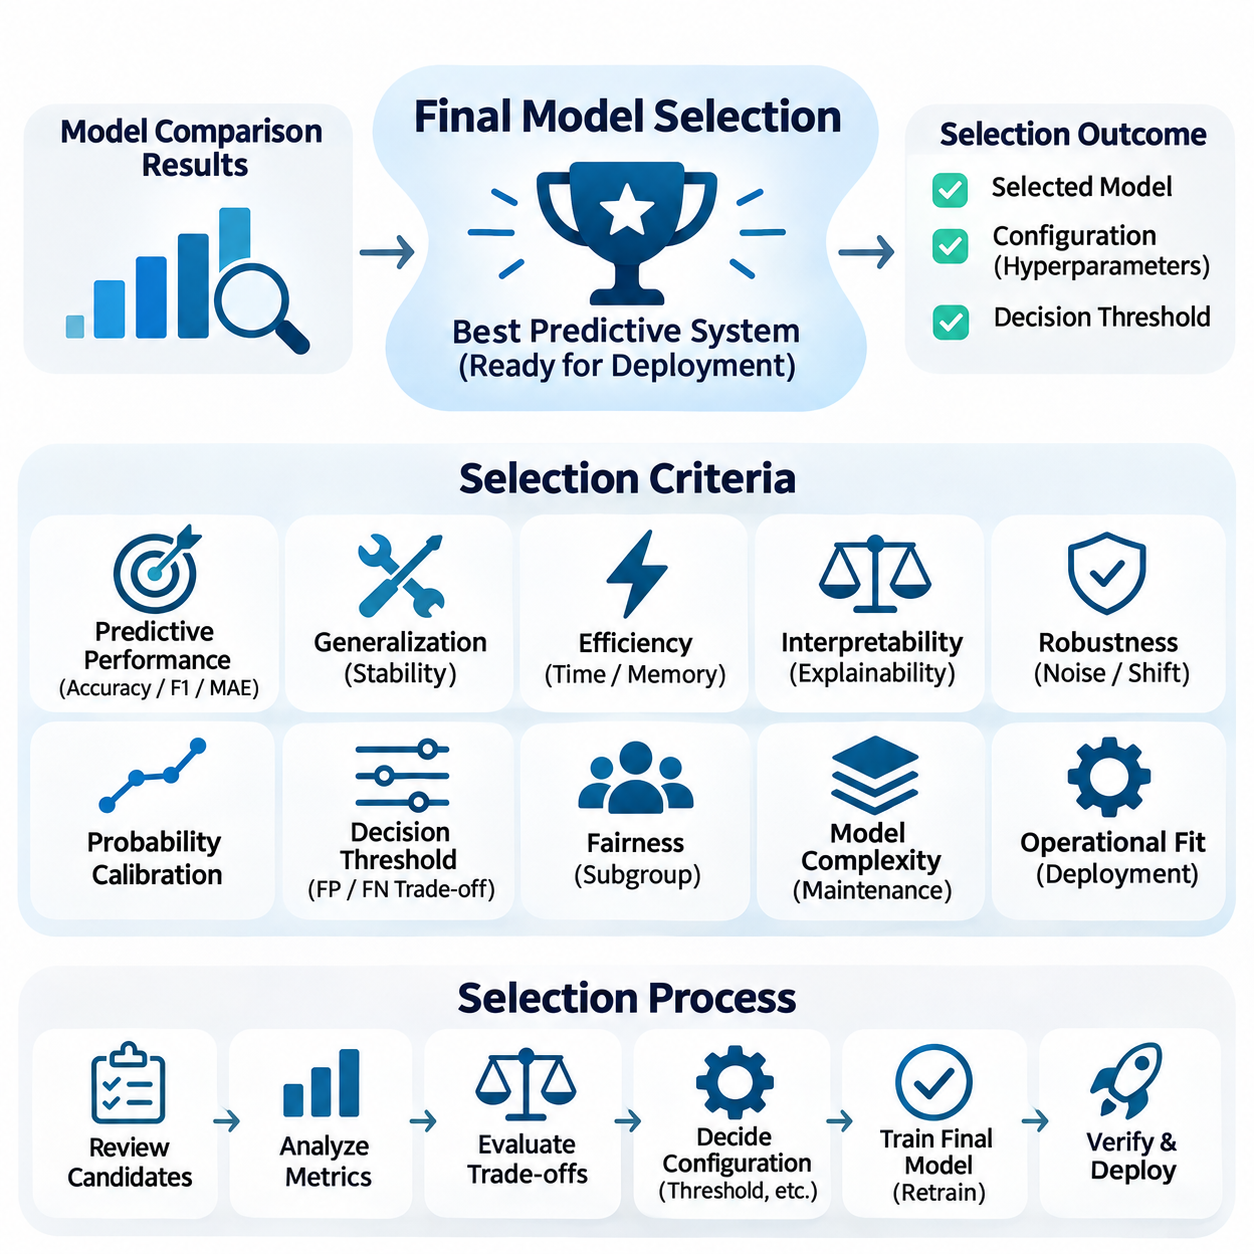 Model Comparison
Results
Final Model Selection
Best Predictive System
(Ready for Deployment)
Selection Outcome
Selected Model
Configuration
(Hyperparameters)
Decision Threshold
Selection Criteria
Predictive
Performance
(Accuracy / F1 / MAE)
Generalization
(Stability)
Efficiency
(Time / Memory)
Interpretability
(Explainability)
Robustness
(Noise / Shift)
Probability
Calibration
Decision
Threshold
(FP / FN Trade-off)
Fairness
(Subgroup)
Model
Complexity
(Maintenance)
Operational Fit
(Deployment)
Selection Process
Review
Candidates
Analyze
Metrics
Evaluate
Trade-offs
Decide
Configuration
(Threshold, etc.)
Train Final
Model
(Retrain)
Verify &
Deploy